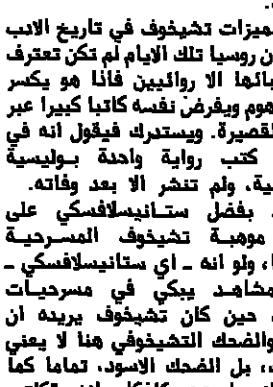 مميزات تشيخوف في تاريخ الادب
ن روسيا تلك الايام لم تكن تعترف
بائها الا روائيين فاذا هو يكسر
هوم ويفرض نفسه كاتبا كبيرا عبر
لقصيرة. ويستدرك فيقول انه في
كتب رواية واحدة بوليسية
ية، ولم تنشر الا بعد وفاته.
بفضل ستانيسلافسكي على
موهبة تشيخوف المسرحية
ا، ولو انه ـ اي ستانيسلافسكي ـ
مشاهد يبكي في مسرحيات
حين كان تشيخوف يريده ان
والضحك التشيخوفي هنا لا يعني
د، بل الضحك الاسود، تماما كما